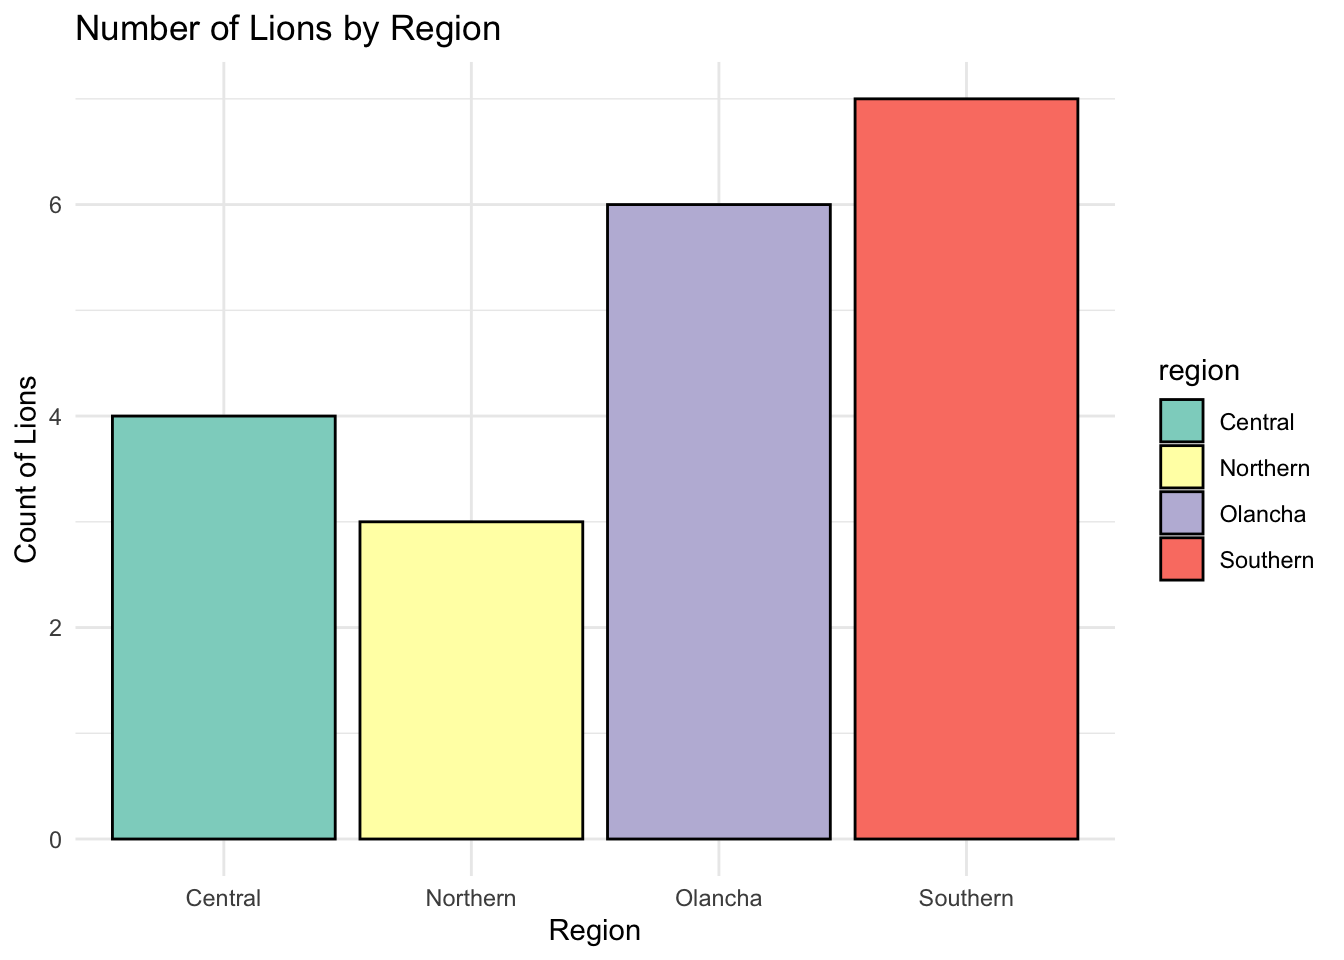 Number of Lions by Region
Count of Lions
6
4
2
0
Central
Northern
Olancha
Southern
Region
region
Central
Northern
Olancha
Southern